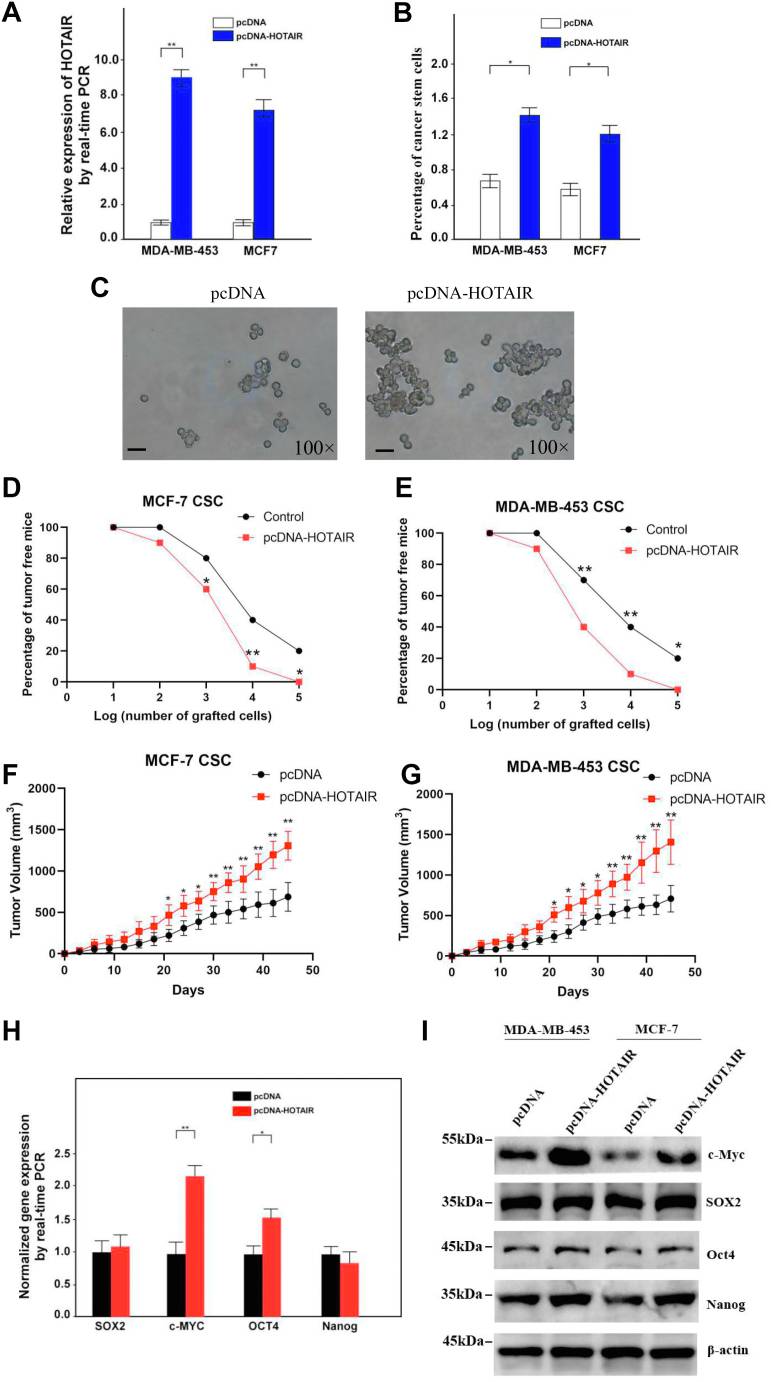 A
pcDNA
pcDNA-HOTAIR
Relative expression of HOTAIR
by real-time PCR
10.0
8.0
6.0
4.0
2.0
0.0
**
**
MDA-MB-453
MCF7
B
pcDNA
pcDNA-HOTAIR
Percentage of cancer stem cells
2.0
1.6
1.2
0.8
0.4
*
*
MDA-MB-453
MCF7
C
pcDNA
pcDNA-HOTAIR
100×
100×
D
MCF-7 CSC
Control
pcDNA-HOTAIR
Percentage of tumor free mice
100
80
60
40
20
0
*
**
*
0 1 2 3 4 5
Log (number of grafted cells)
E
MDA-MB-453 CSC
Control
pcDNA-HOTAIR
Percentage of tumor free mice
100
80
60
40
20
0
**
**
*
0 1 2 3 4 5
Log (number of grafted cells)
F
MCF-7 CSC
pcDNA
pcDNA-HOTAIR
Tumor Volume (mm3)
2000
1500
1000
500
0
* * * ** ** ** ** ** **
0 10 20 30 40 50
Days
G
MDA-MB-453 CSC
pcDNA
pcDNA-HOTAIR
Tumor Volume (mm3)
2000
1500
1000
500
0
* * * * ** ** ** ** **
0 10 20 30 40 50
Days
H
pcDNA
pcDNA-HOTAIR
Normalized gene expression
by real-time PCR
2.5
2.0
1.5
1.0
0.5
0.0
**
*
SOX2
c-MYC
OCT4
Nanog
I
MDA-MB-453
MCF-7
pcDNA
pcDNA-HOTAIR
pcDNA
pcDNA-HOTAIR
55kDa
c-Myc
35kDa
SOX2
45kDa
Oct4
35kDa
Nanog
45kDa
β-actin